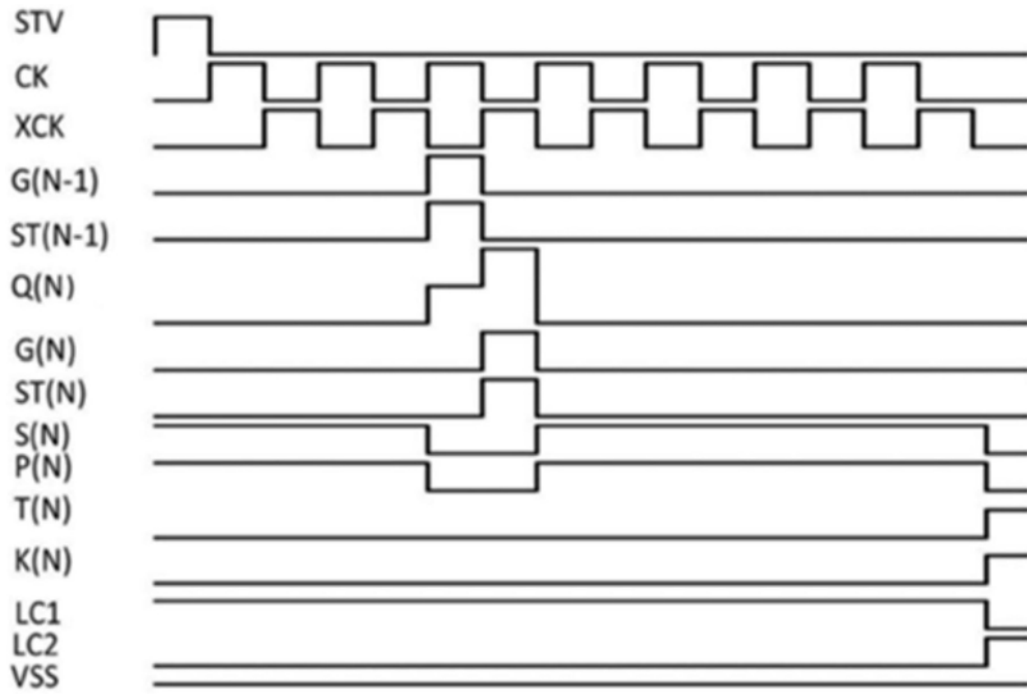 STV
CK
XCK
G(N-1)
ST(N-1)
Q(N)
G(N)
ST(N)
S(N)
P(N)
T(N)
K(N)
LC1
LC2
VSS